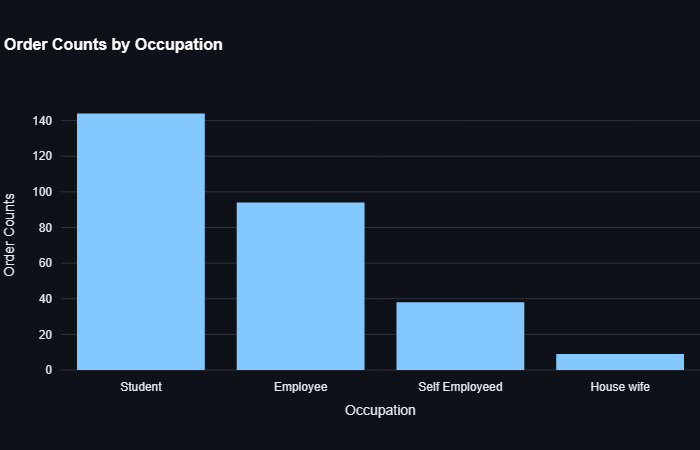 Order Counts by Occupation
Order Counts
140
120
100
80
60
40
20
0
Student
Employee
Self Employeed
House wife
Occupation